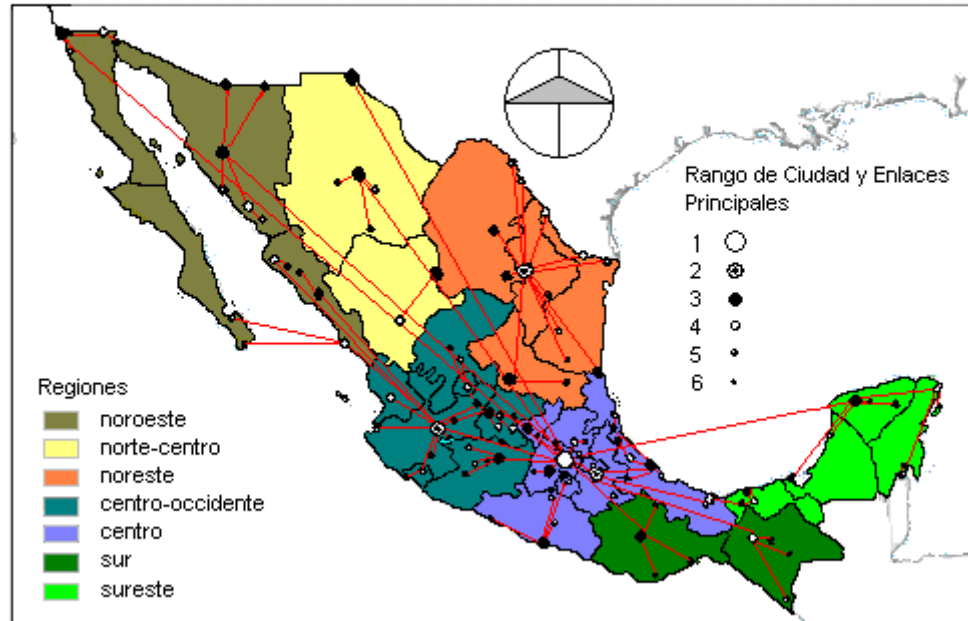 Rango de Ciudad y Enlaces
Principales
1
2
3
4
5
6
Regiones
noroeste
norte-centro
noreste
centro-occidente
centro
sur
sureste